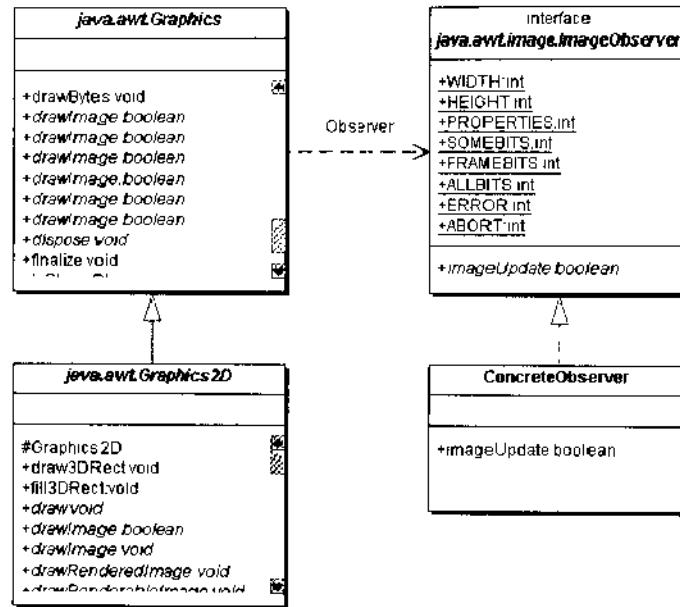 java.awt.Graphics
+drawBytes:void
+drawImage:boolean
+drawImage:boolean
+drawImage:boolean
+drawImage:boolean
+drawImage:boolean
+drawImage:boolean
+dispose:void
+finalize:void
Observer
interface
java.awt.image.ImageObserver
+WIDTH:int
+HEIGHT:int
+PROPERTIES:int
+SOMEBITS:int
+FRAMEBITS:int
+ALLBITS:int
+ERROR:int
+ABORT:int
+imageUpdate:boolean
java.awt.Graphics2D
#Graphics2D
+draw3DRect:void
+fill3DRect:void
+draw:void
+drawImage:boolean
+drawImage:void
+drawRenderedImage:void
+drawRenderableImage:void
ConcreteObserver
+imageUpdate:boolean